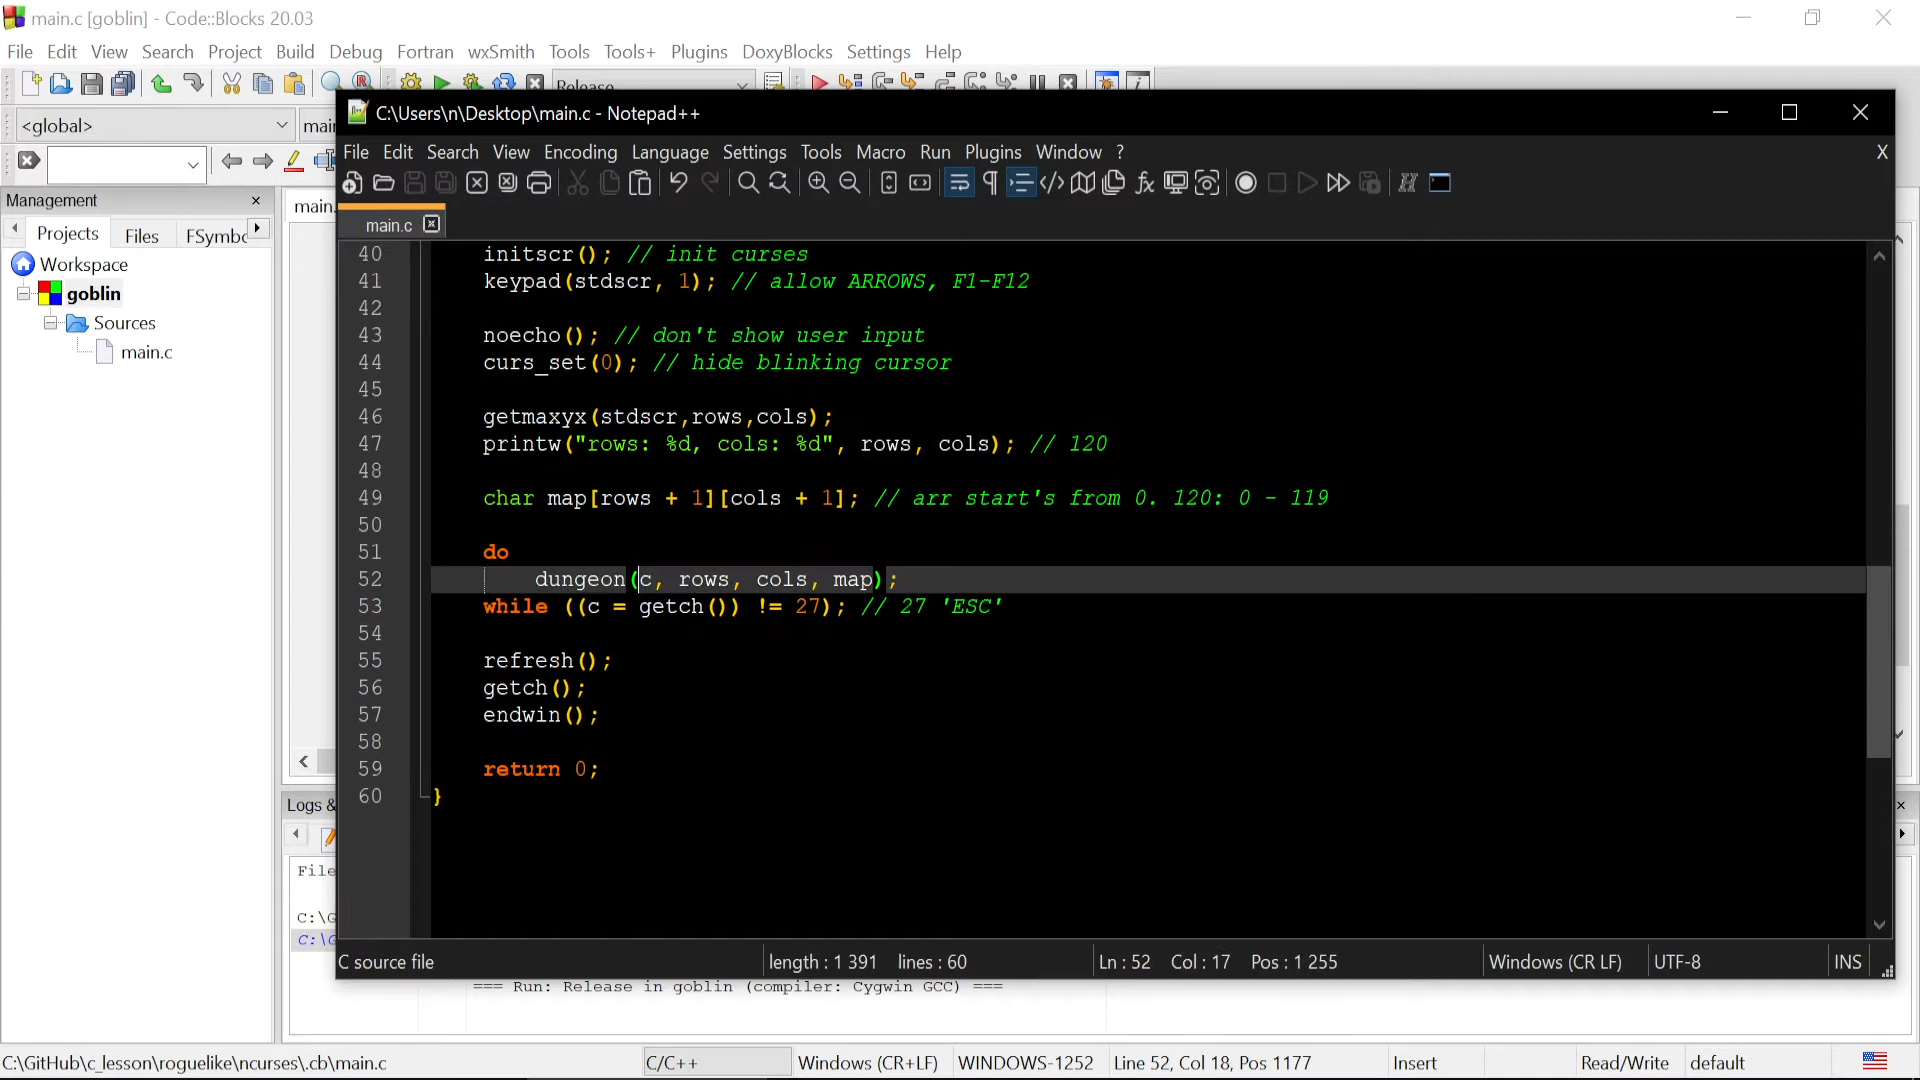 main.c [goblin] - Code::Blocks 20.03
File Edit View Search Project Build Debug Fortran wxSmith Tools Tools+ Plugins DoxyBlocks Settings Help
Release
<global>
C:\Users\n\Desktop\main.c - Notepad++
File Edit Search View Encoding Language Settings Tools Macro Run Plugins Window ? X
Management
Projects Files FSymbo
main.c
Workspace
goblin
Sources
main.c
40 initscr(); // init curses
41 keypad(stdscr, 1); // allow ARROWS, F1-F12
42
43 noecho(); // don't show user input
44 curs_set(0); // hide blinking cursor
45
46 getmaxyx(stdscr,rows,cols);
47 printw("rows: %d, cols: %d", rows, cols); // 120
48
49 char map[rows + 1][cols + 1]; // arr start's from 0. 120: 0 - 119
50
51 do
52 dungeon(c, rows, cols, map);
53 while ((c = getch()) != 27); // 27 'ESC'
54
55 refresh();
56 getch();
57 endwin();
58
59 return 0;
60 }
Logs &
File
C source file length : 1 391 lines : 60 Ln : 52 Col : 17 Pos : 1 255 Windows (CR LF) UTF-8 INS
=== Run: Release in goblin (compiler: Cygwin GCC) ===
C:\GitHub\c_lesson\roguelike\ncurses\.cb\main.c C/C++ Windows (CR+LF) WINDOWS-1252 Line 52, Col 18, Pos 1177 Insert Read/Write default